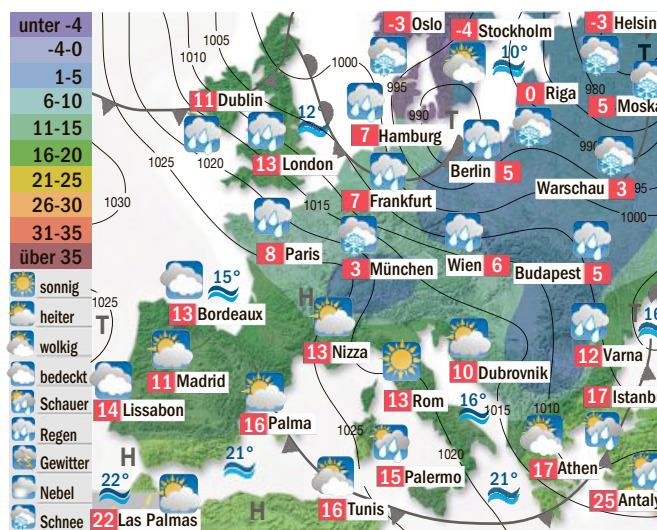 unter -4
-4-0
1-5
6-10
11-15
16-20
21-25
26-30
31-35
über 35
sonnig
heiter
wolkig
bedeckt
Schauer
Regen
Gewitter
Nebel
Schnee
-3 Oslo
-4 Stockholm
-3 Helsin
1005
1010
1000
995
990
980
T
10°
0 Riga
5 Moska
11 Dublin
12°
7 Hamburg
T
1025
1020
13 London
Berlin 5
990
Warschau 3
995
1030
1015
7 Frankfurt
1000
8 Paris
3 München
Wien 6
Budapest 5
1025
T
15°
13 Bordeaux
H
T
16
13 Nizza
12 Varna
11 Madrid
10 Dubrovnik
14 Lissabon
16 Palma
13 Rom
16°
1015
1010
17 Istanb
1025
1020
H
21°
15 Palermo
17 Athen
22°
21°
22 Las Palmas
H
16 Tunis
25 Antaly